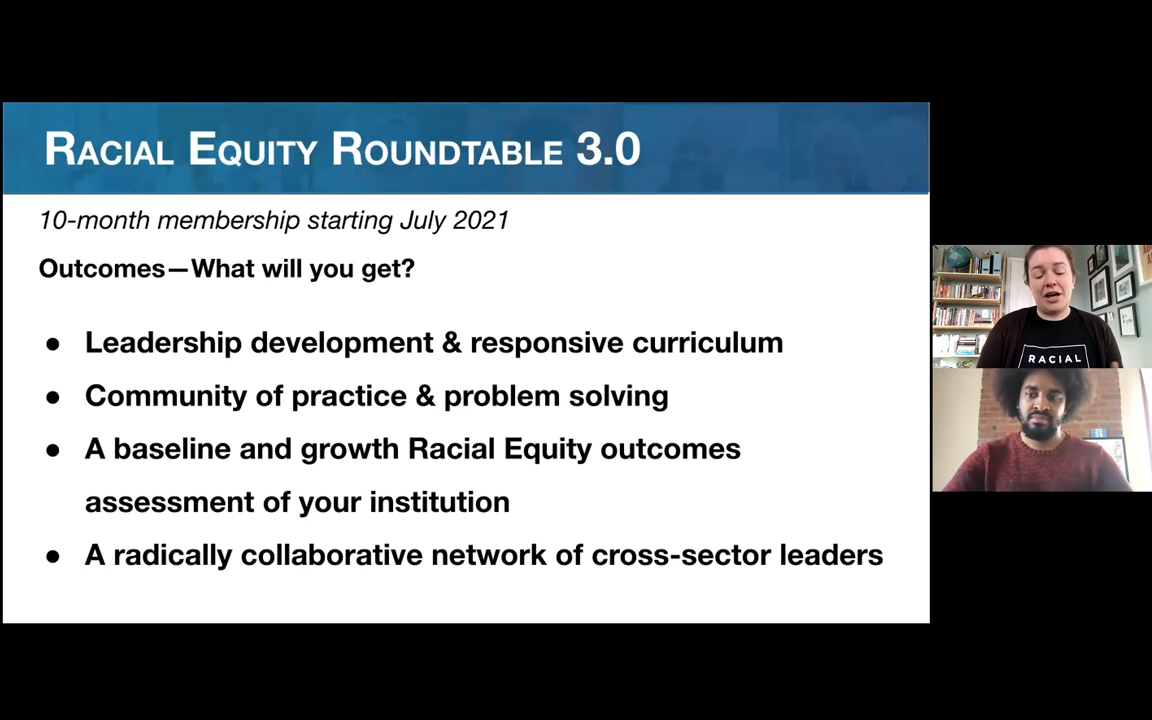 RACIAL EQUITY ROUNDTABLE 3.0
10-month membership starting July 2021
Outcomes—What will you get?
● Leadership development & responsive curriculum
● Community of practice & problem solving
● A baseline and growth Racial Equity outcomes
assessment of your institution
● A radically collaborative network of cross-sector leaders
RACIAL